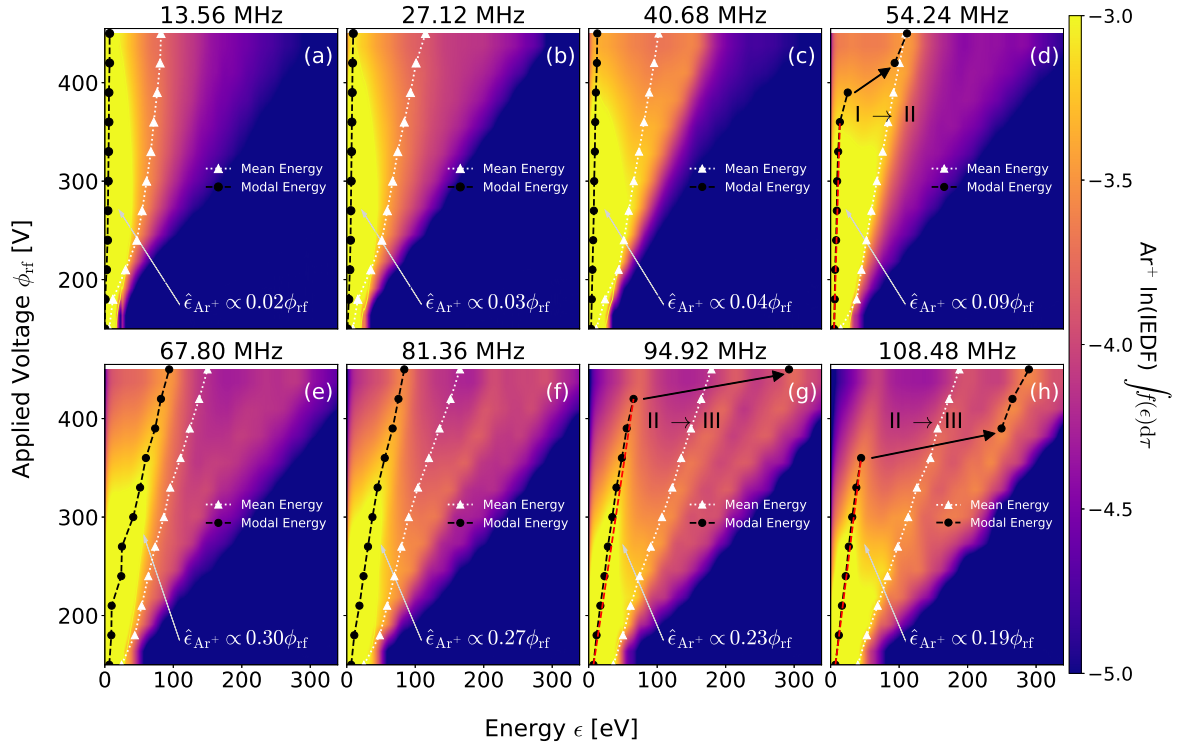 13.56 MHz 27.12 MHz 40.68 MHz 54.24 MHz
(a) (b) (c) (d)
I → II
Mean Energy Mean Energy Mean Energy Mean Energy
Modal Energy Modal Energy Modal Energy Modal Energy
ϵ̂Ar+ ∝0.02ϕrf ϵ̂Ar+ ∝0.03ϕrf ϵ̂Ar+ ∝0.04ϕrf ϵ̂Ar+ ∝0.09ϕrf
400
300
200
67.80 MHz 81.36 MHz 94.92 MHz 108.48 MHz
(e) (f) (g) (h)
II → III II → III
Mean Energy Mean Energy Mean Energy Mean Energy
Modal Energy Modal Energy Modal Energy Modal Energy
ϵ̂Ar+ ∝0.30ϕrf ϵ̂Ar+ ∝0.27ϕrf ϵ̂Ar+ ∝0.23ϕrf ϵ̂Ar+ ∝0.19ϕrf
400
300
200
0 100 200 300 0 100 200 300 0 100 200 300 0 100 200 300
Applied Voltage ϕrf [V]
Energy ϵ [eV]
−3.0
−3.5
−4.0
−4.5
−5.0
Ar+ ln(IEDF) ∫f(ϵ)dτ